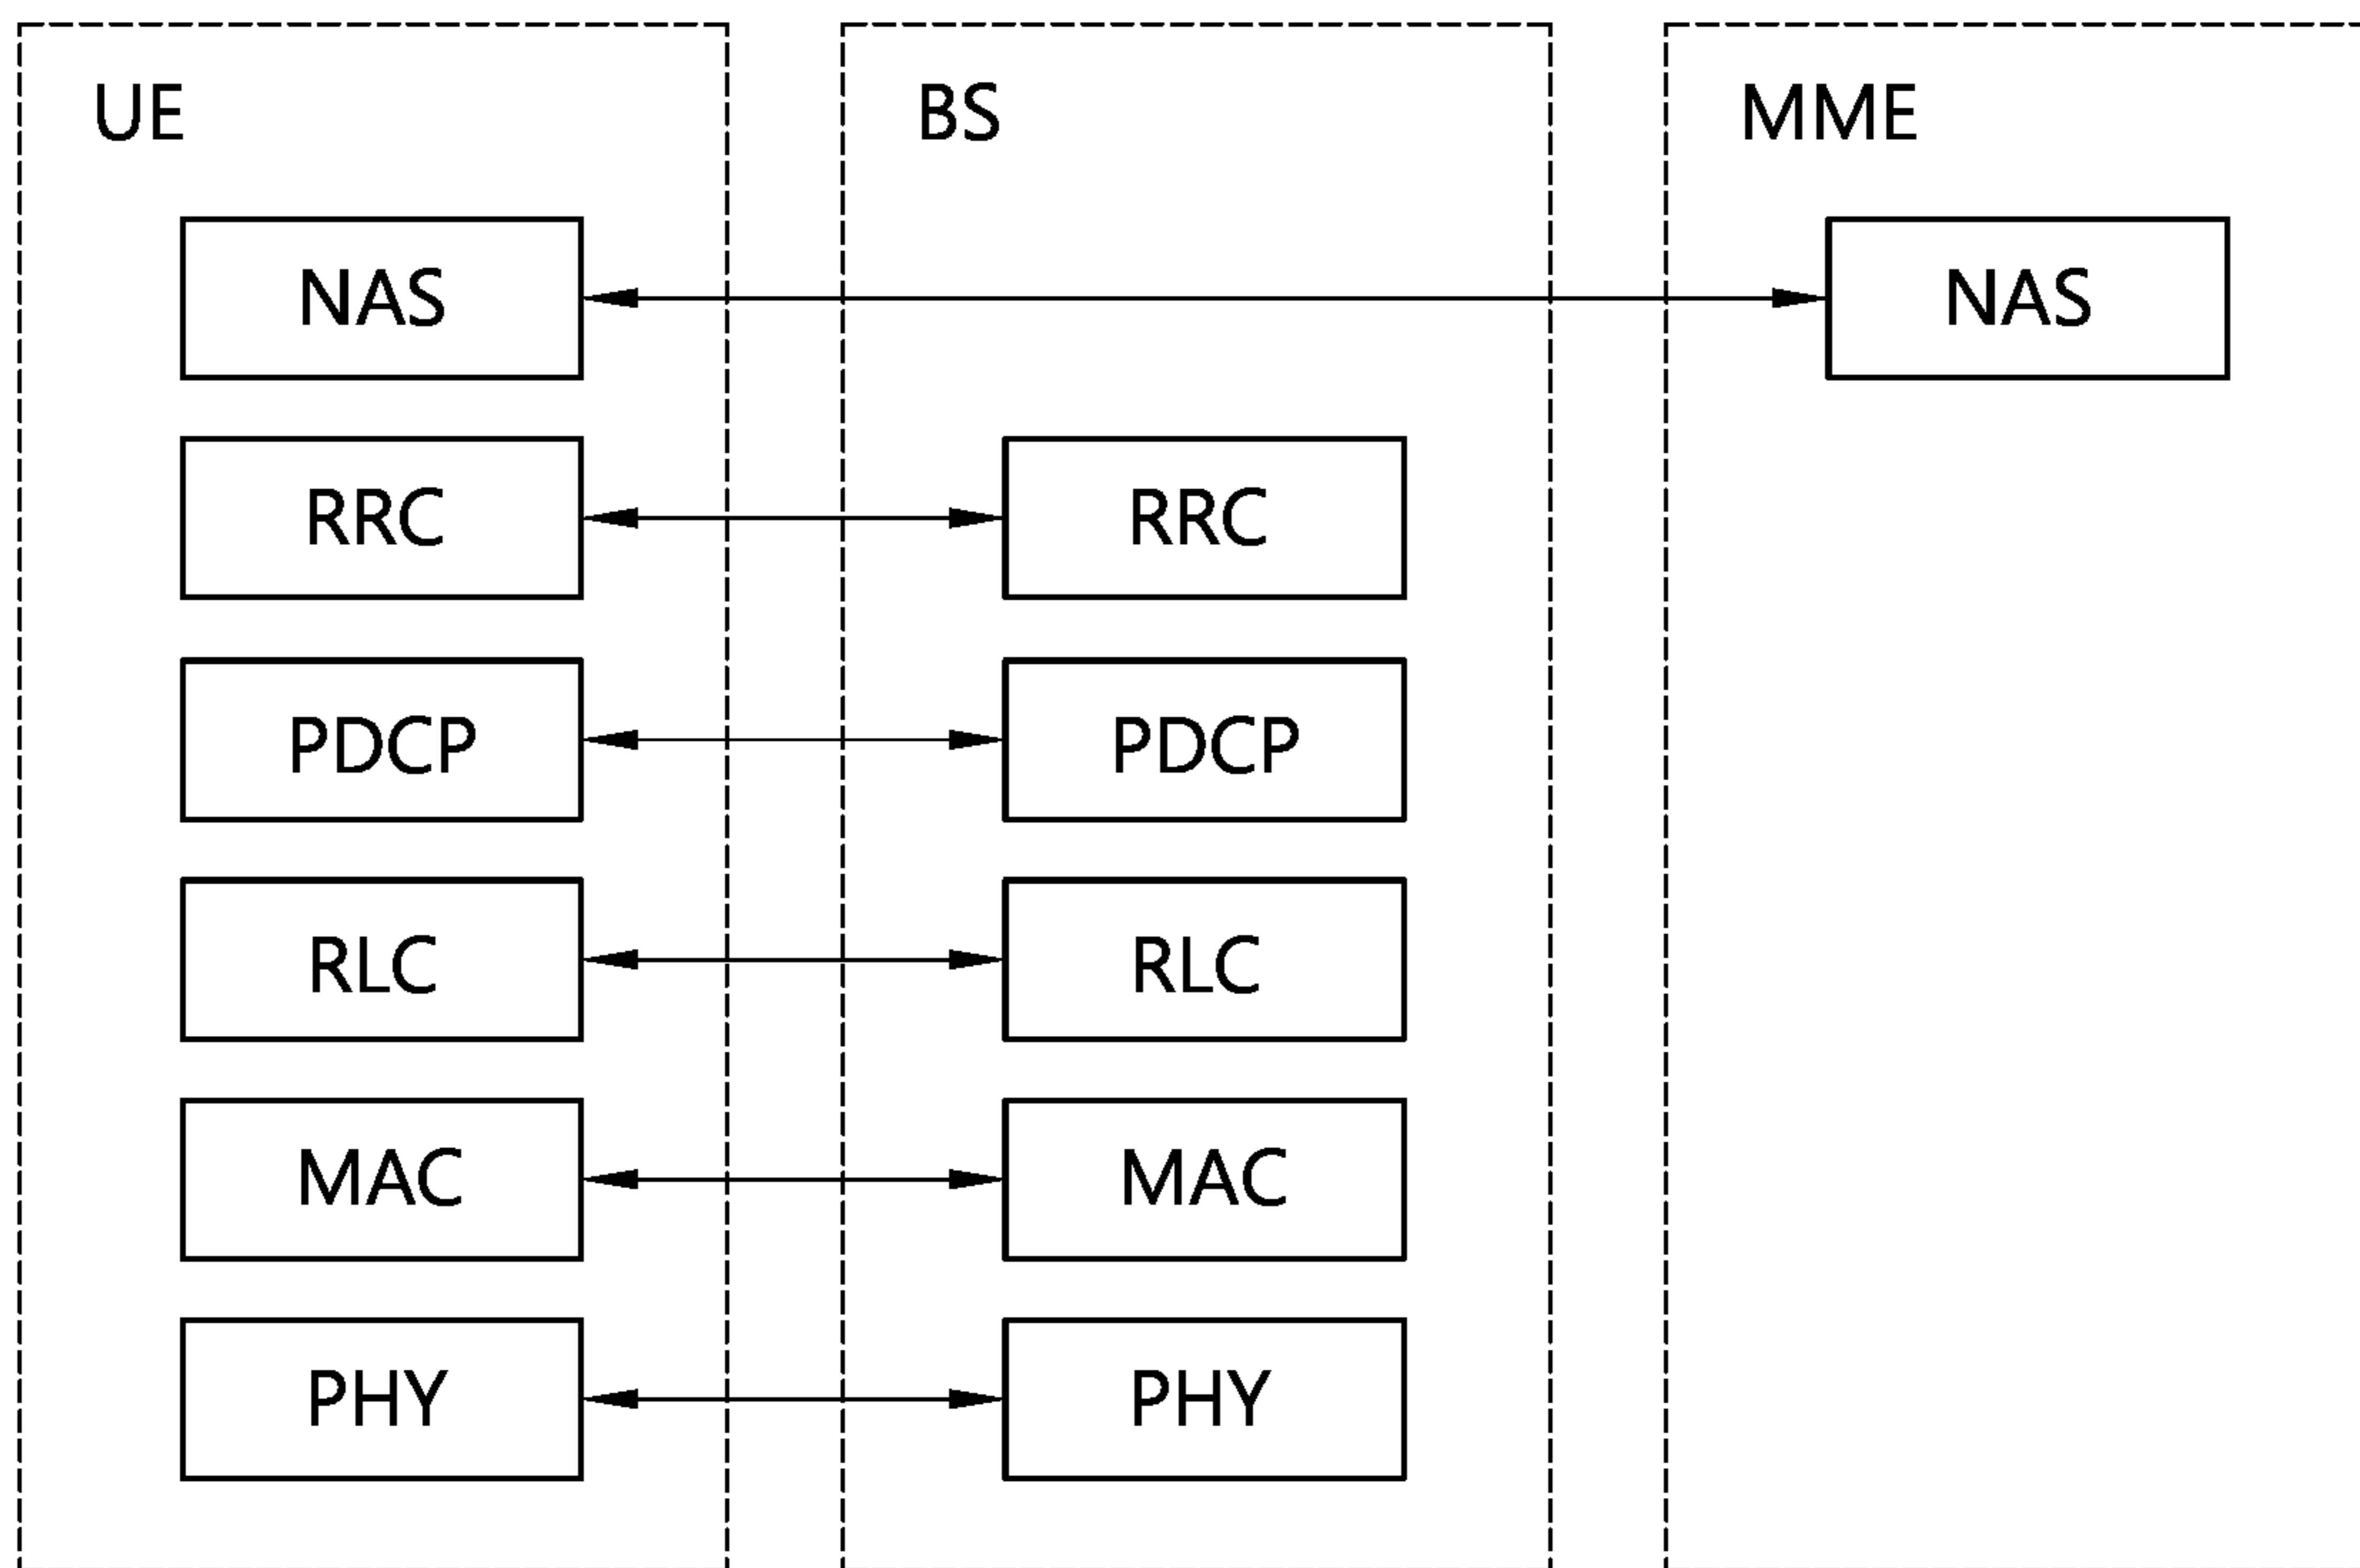 UE BS MME
NAS NAS
RRC RRC
PDCP PDCP
RLC RLC
MAC MAC
PHY PHY